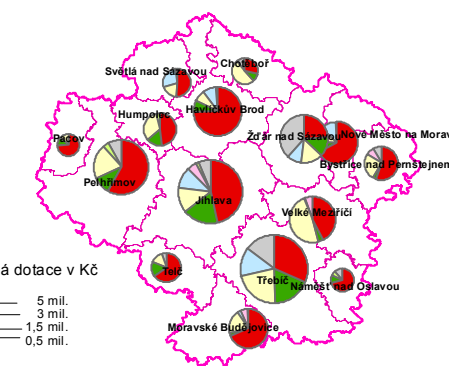 Chotěboř
Světlá nad Sázavou
Havlíčkův Brod
Humpolec
Žďár nad Sázavou
Nové Město na Morav
Pacov
Bystřice nad Pernštejnem
Pelhřimov
Jihlava
Velké Meziříčí
á dotace v Kč
Telč
Třebíč
Náměšť nad Oslavou
5 mil.
3 mil.
1,5 mil.
0,5 mil.
Moravské Budějovice